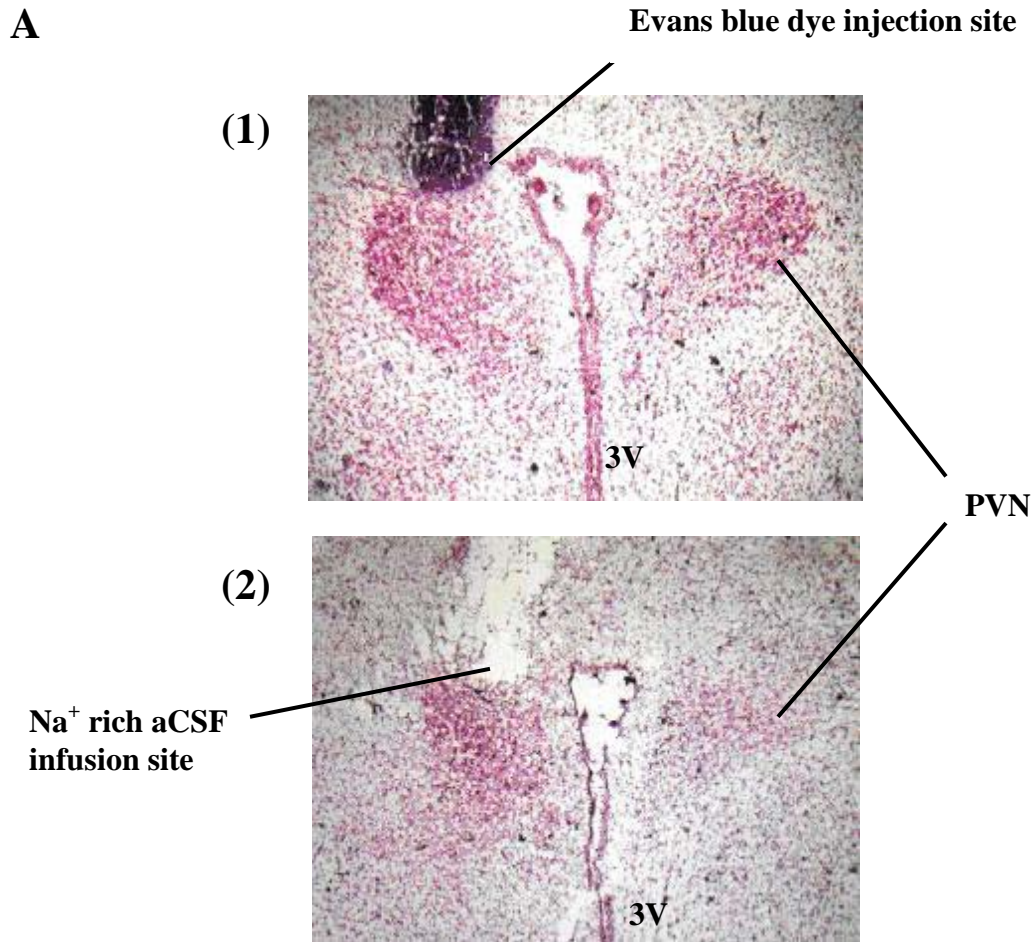 A
Evans blue dye injection site
(1)
3V
PVN
(2)
Na⁺ rich aCSF
infusion site
3V